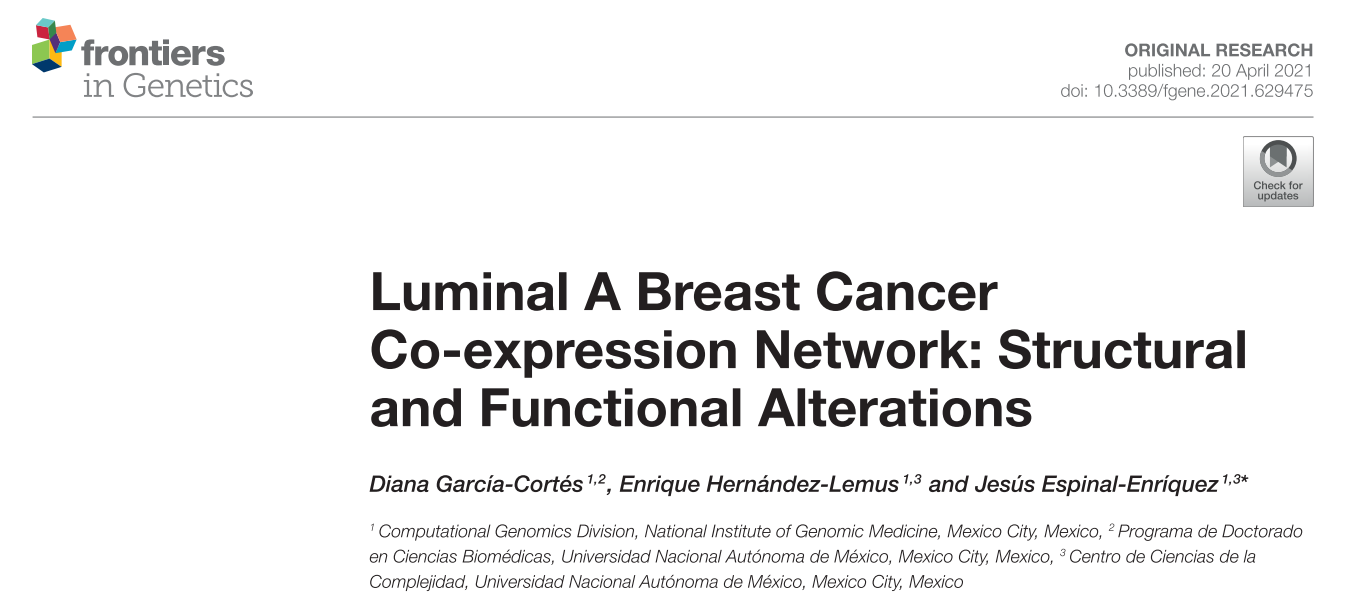 frontiers
in Genetics
ORIGINAL RESEARCH
published: 20 April 2021
doi: 10.3389/fgene.2021.629475
Check for
updates
Luminal A Breast Cancer
Co-expression Network: Structural
and Functional Alterations
Diana García-Cortés 1,2, Enrique Hernández-Lemus 1,3 and Jesús Espinal-Enríquez 1,3*
1 Computational Genomics Division, National Institute of Genomic Medicine, Mexico City, Mexico, 2 Programa de Doctorado
en Ciencias Biomédicas, Universidad Nacional Autónoma de México, Mexico City, Mexico, 3 Centro de Ciencias de la
Complejidad, Universidad Nacional Autónoma de México, Mexico City, Mexico